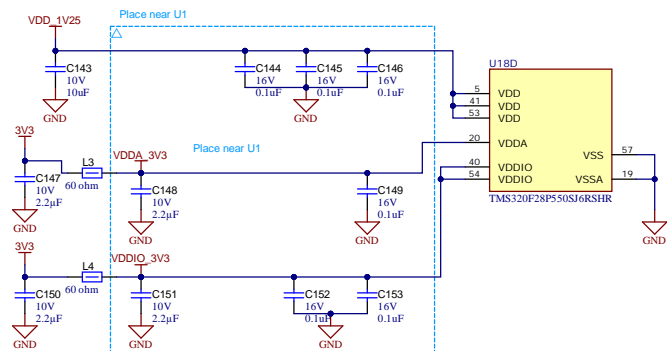 Place near U1
VDD_1V25
C143
10V
10uF
GND
C144
16V
0.1uF
C145
16V
0.1uF
C146
16V
0.1uF
GND
U18D
5 VDD
41 VDD
53 VDD
20 VDDA
40 VDDIO
54 VDDIO
VSS 57
VSSA 19
TMS320F28P550SJ6RSHR
GND
Place near U1
3V3
L3
60 ohm
VDDA_3V3
C147
10V
2.2µF
GND
C148
10V
2.2µF
GND
C149
16V
0.1uF
GND
3V3
L4
60 ohm
VDDIO_3V3
C150
10V
2.2µF
GND
C151
10V
2.2µF
GND
C152
16V
0.1uF
C153
16V
0.1uF
GND